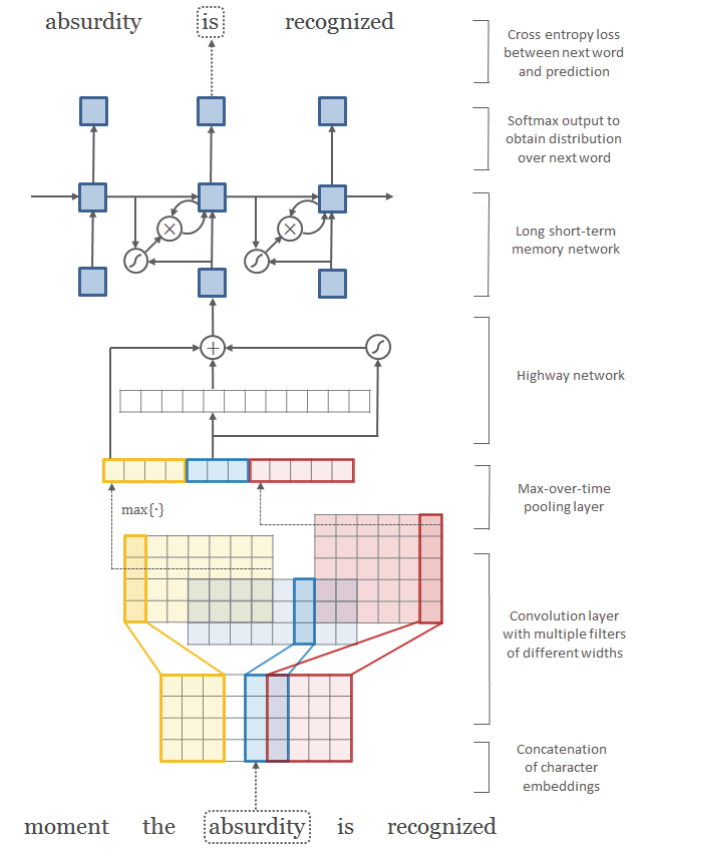 absurdity is recognized
Cross entropy loss
between next word
and prediction
Softmax output to
obtain distribution
over next word
Long short-term
memory network
Highway network
Max-over-time
pooling layer
max{·}
Convolution layer
with multiple filters
of different widths
Concatenation
of character
embeddings
moment the absurdity is recognized